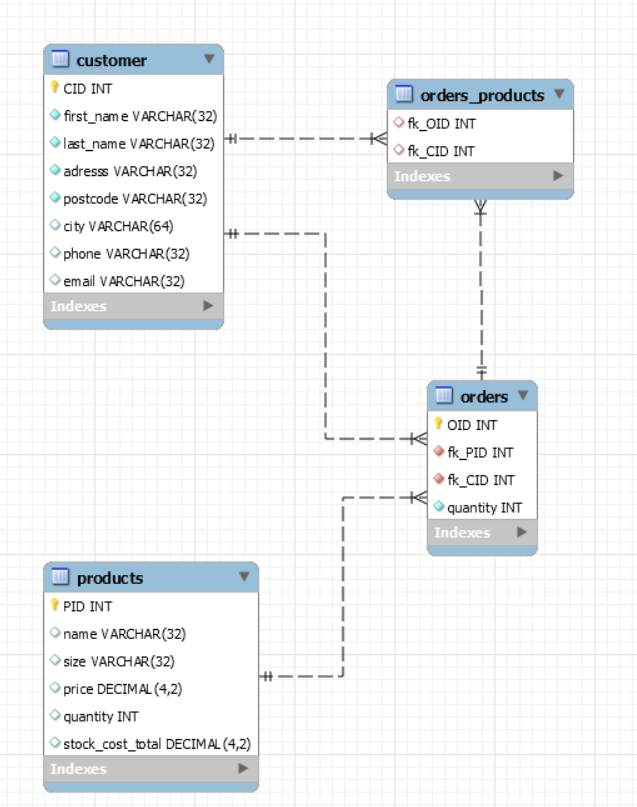 customer
CID INT
first_name VARCHAR(32)
last_name VARCHAR(32)
adresss VARCHAR(32)
postcode VARCHAR(32)
city VARCHAR(64)
phone VARCHAR(32)
email VARCHAR(32)
Indexes
orders_products
fk_OID INT
fk_CID INT
Indexes
orders
OID INT
fk_PID INT
fk_CID INT
quantity INT
Indexes
products
PID INT
name VARCHAR(32)
size VARCHAR(32)
price DECIMAL(4,2)
quantity INT
stock_cost_total DECIMAL(4,2)
Indexes